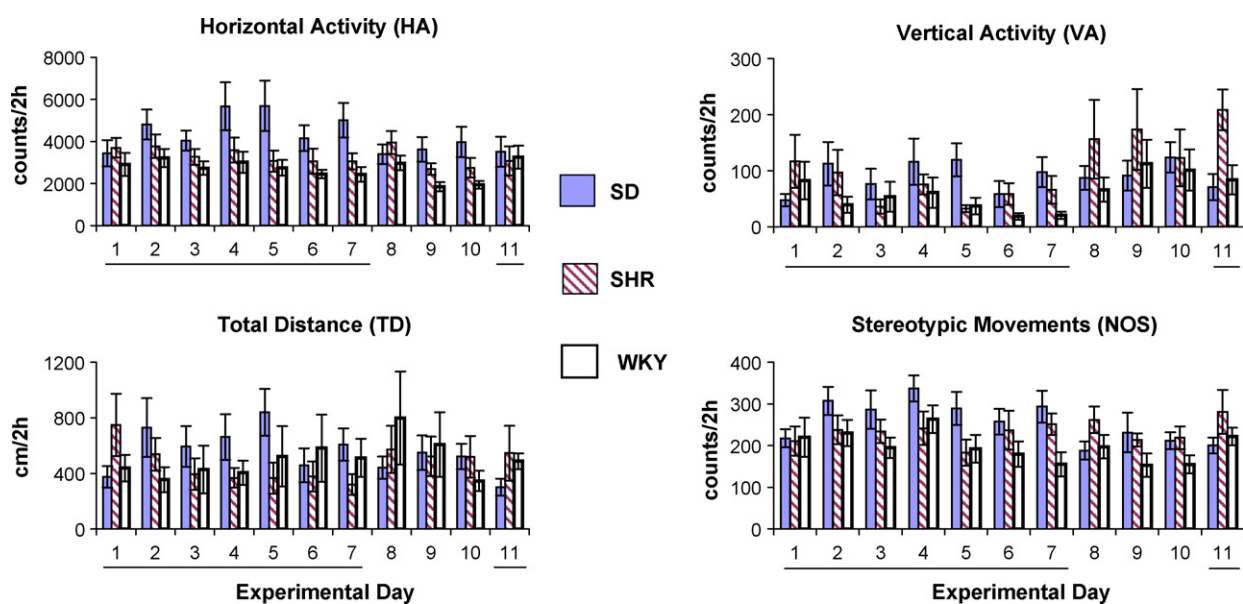 Horizontal Activity (HA)
counts/2h
8000
6000
4000
2000
0
1 2 3 4 5 6 7 8 9 10 11
Vertical Activity (VA)
counts/2h
300
200
100
0
1 2 3 4 5 6 7 8 9 10 11
SD
SHR
WKY
Total Distance (TD)
cm/2h
1200
800
400
0
1 2 3 4 5 6 7 8 9 10 11
Experimental Day
Stereotypic Movements (NOS)
counts/2h
400
300
200
100
0
1 2 3 4 5 6 7 8 9 10 11
Experimental Day